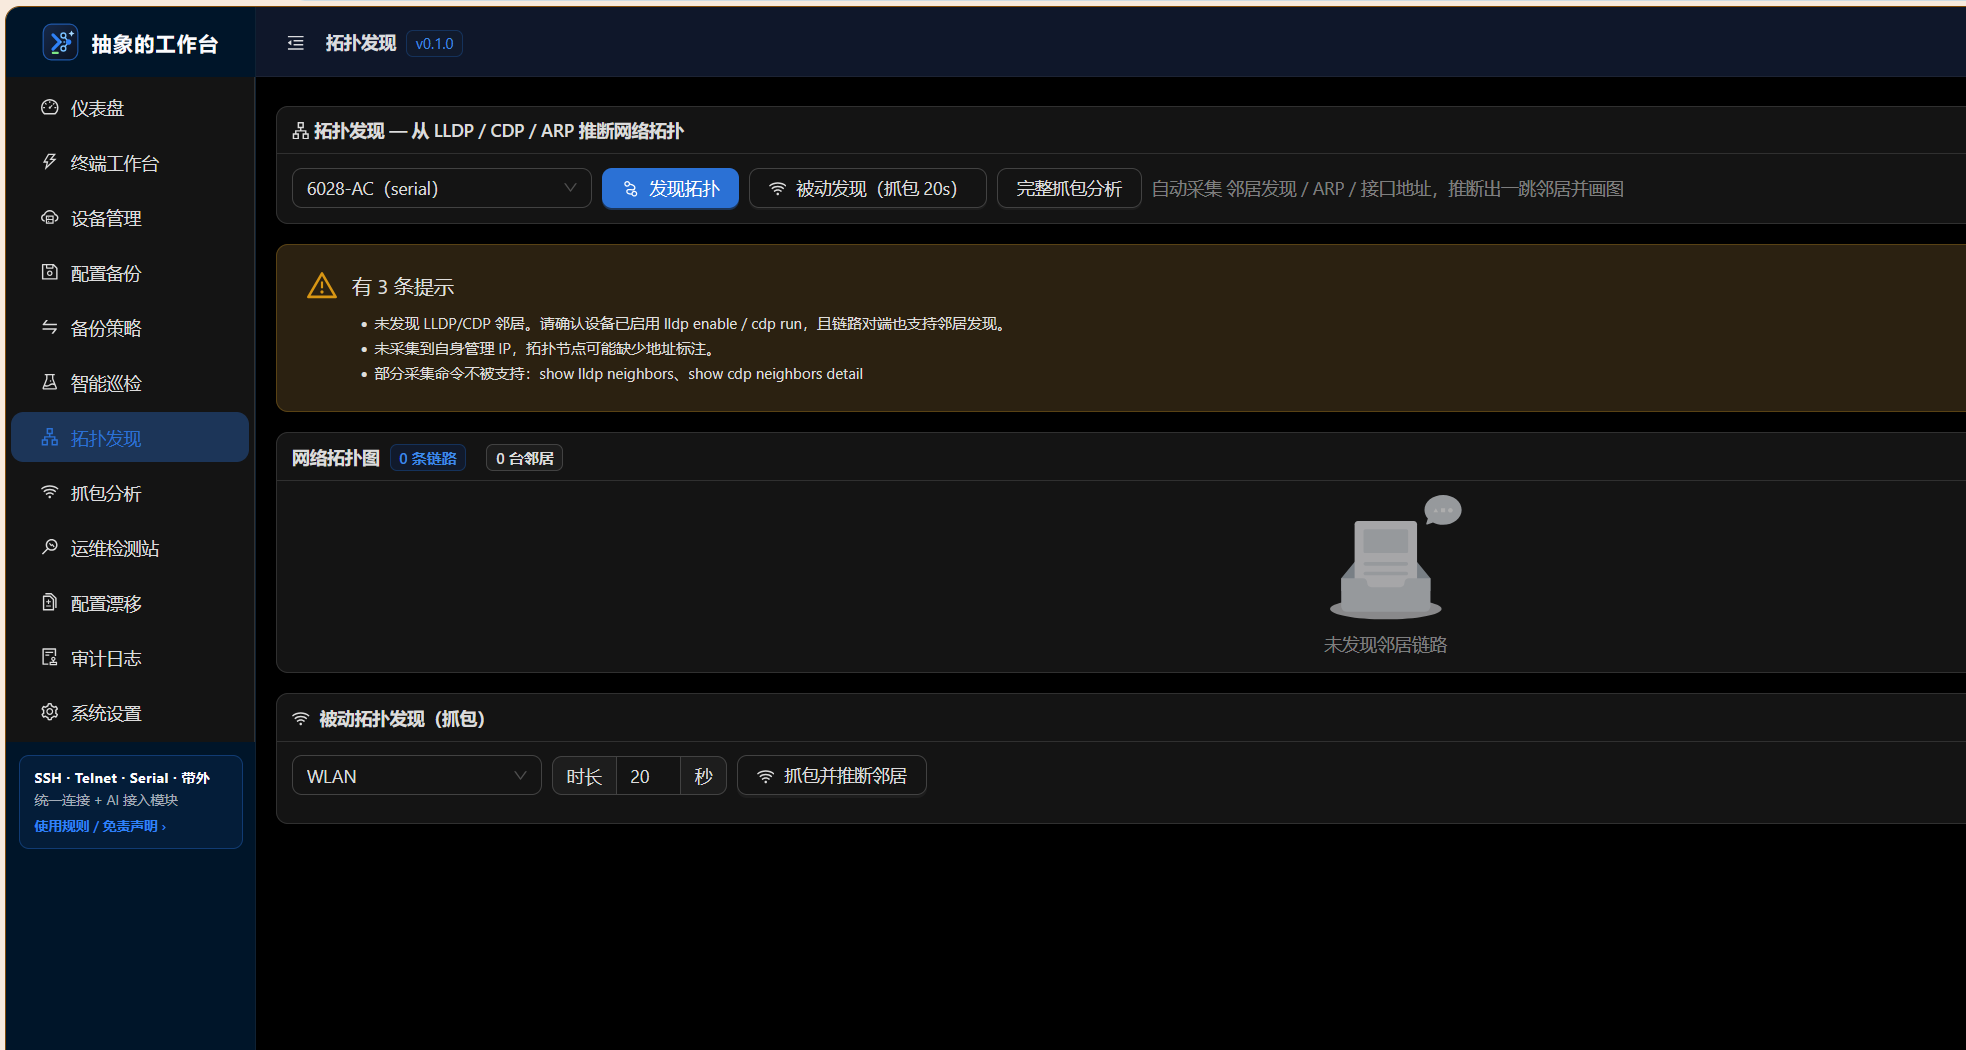 抽象的工作台
拓扑发现 v0.1.0
仪表盘
终端工作台
设备管理
配置备份
备份策略
智能巡检
拓扑发现
抓包分析
运维检测站
配置漂移
审计日志
系统设置
SSH · Telnet · Serial · 带外
统一连接 + AI 接入模块
使用规则 / 免责声明 ›
拓扑发现 — 从 LLDP / CDP / ARP 推断网络拓扑
6028-AC（serial） 发现拓扑 被动发现（抓包 20s） 完整抓包分析 自动采集 邻居发现 / ARP / 接口地址，推断出一跳邻居并画图
有 3 条提示
• 未发现 LLDP/CDP 邻居。请确认设备已启用 lldp enable / cdp run，且链路对端也支持邻居发现。
• 未采集到自身管理 IP，拓扑节点可能缺少地址标注。
• 部分采集命令不被支持：show lldp neighbors、show cdp neighbors detail
网络拓扑图 0 条链路 0 台邻居
未发现邻居链路
被动拓扑发现（抓包）
WLAN 时长 20 秒 抓包并推断邻居